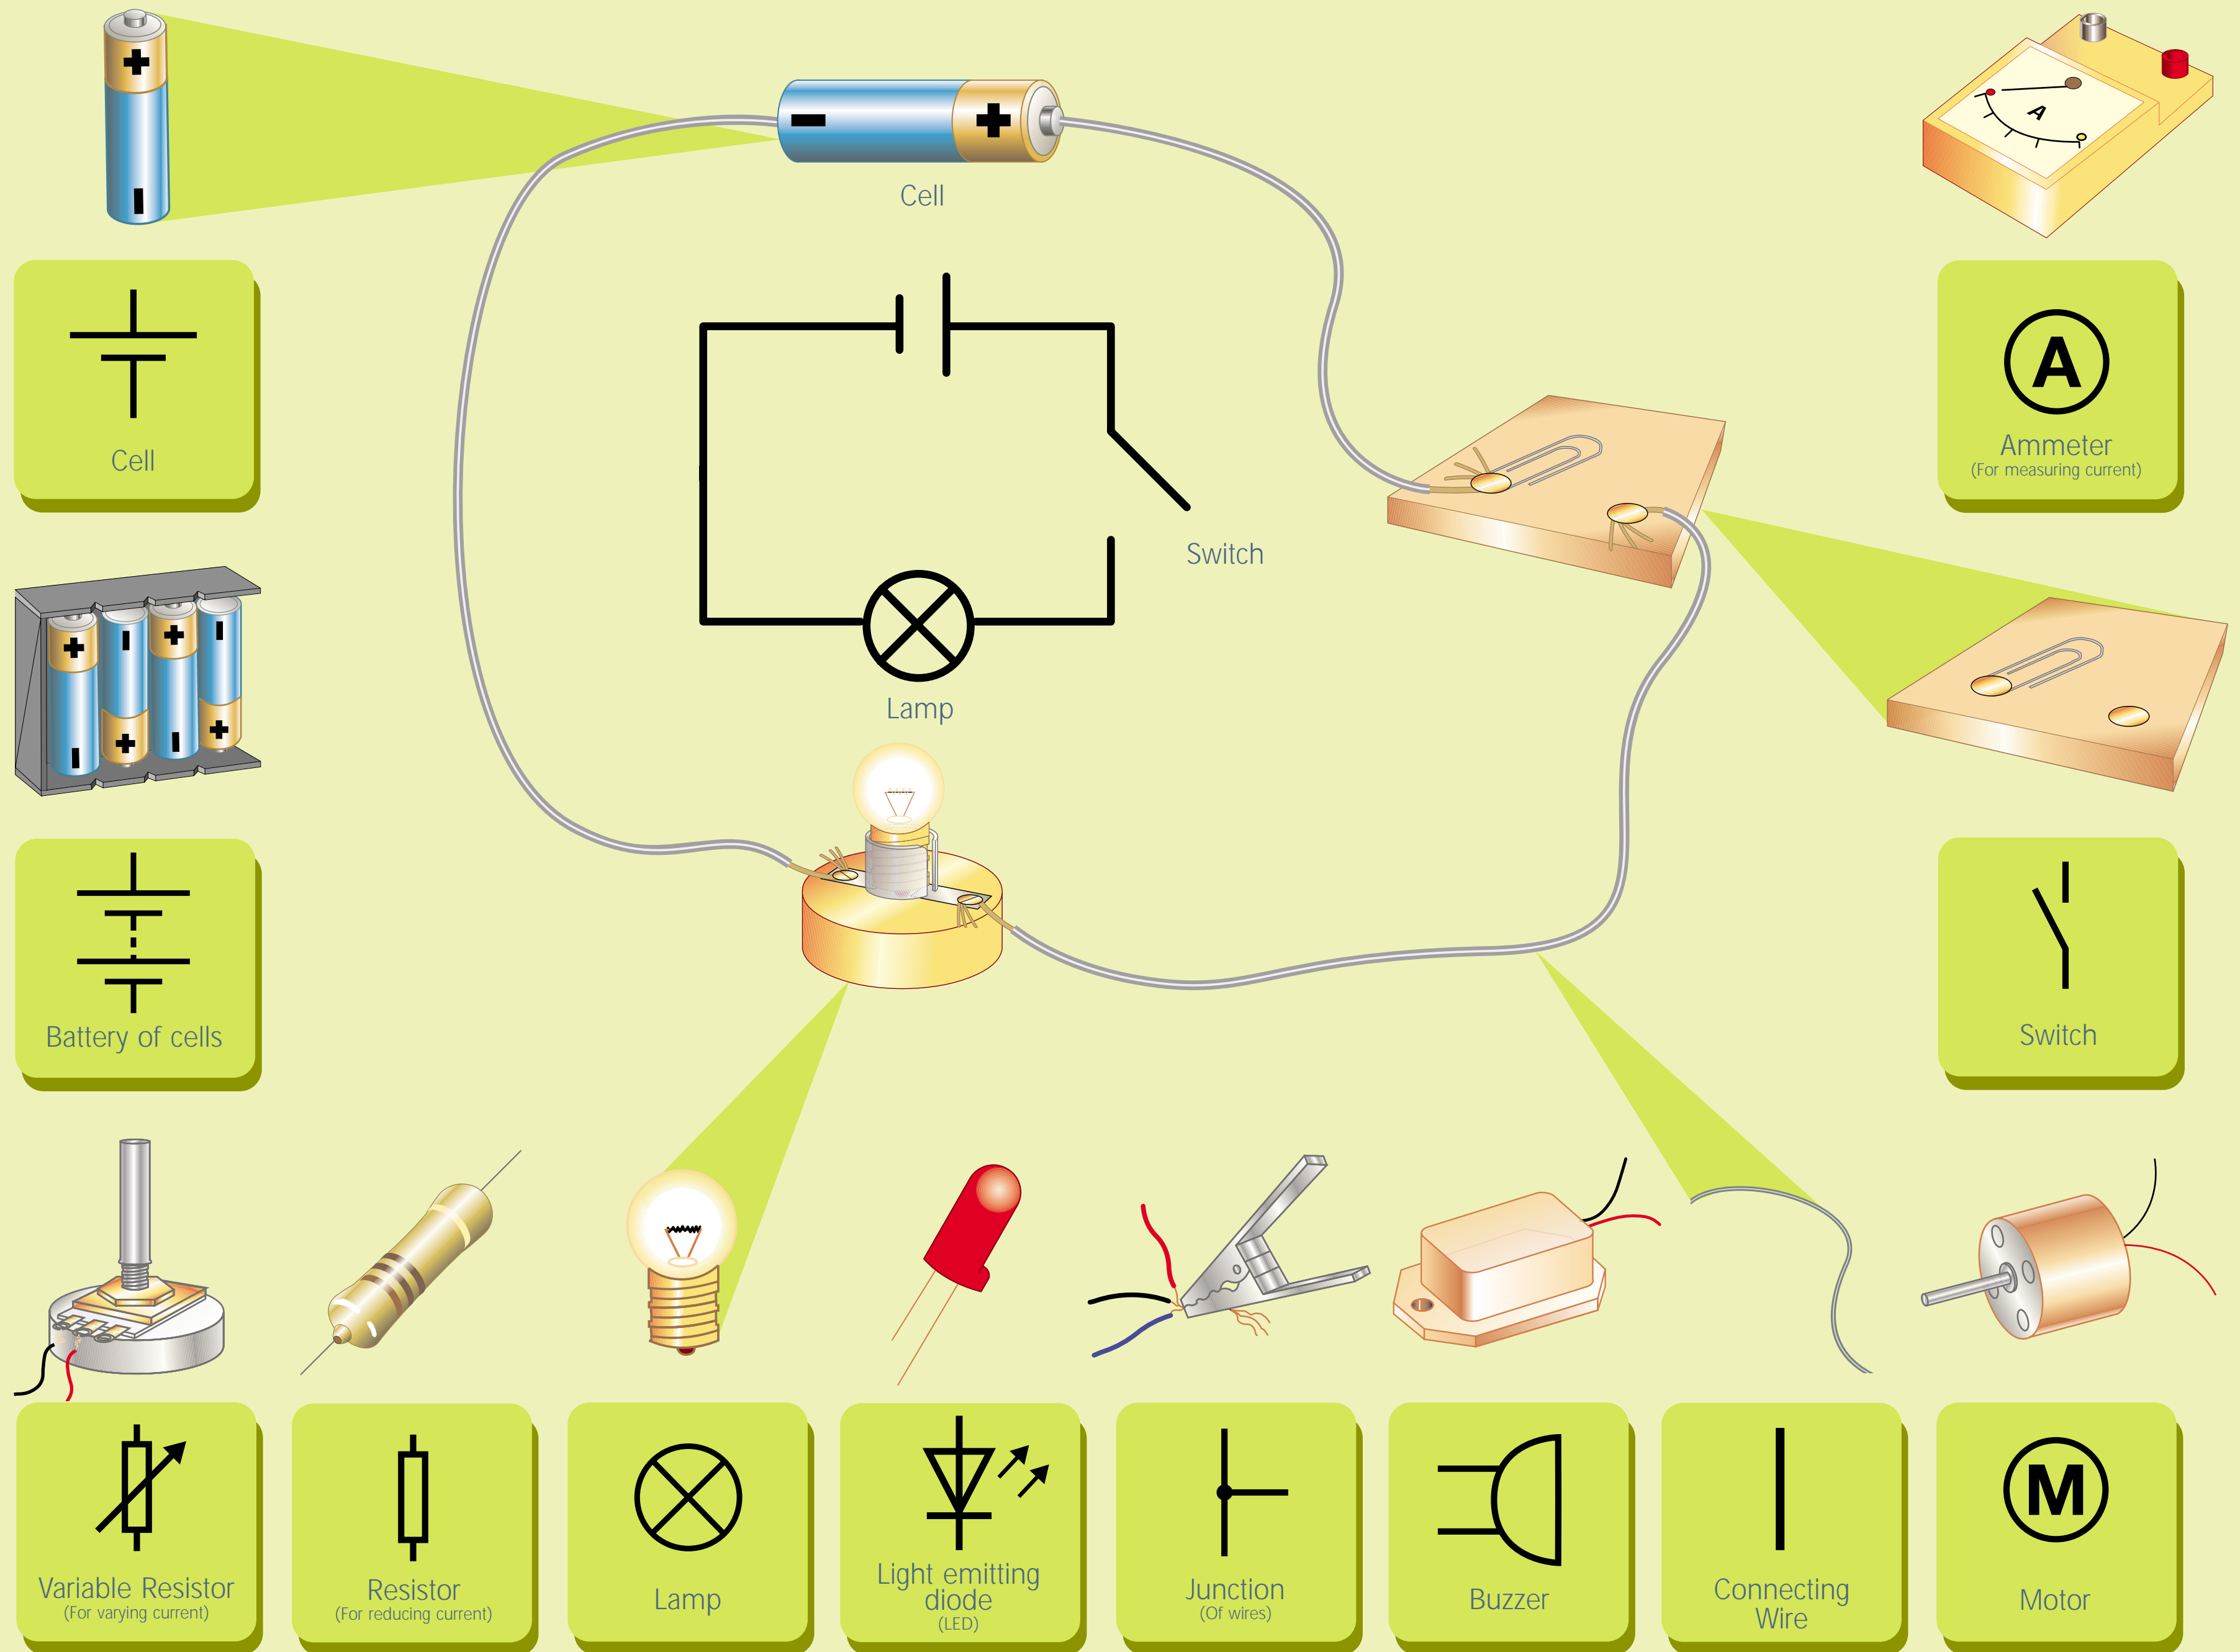 +
-
- +
Cell
A
Cell
A
Ammeter
(For measuring current)
Switch
Lamp
+ - + -
- + - +
Battery of cells
Switch
Variable Resistor
(For varying current)
Resistor
(For reducing current)
Lamp
Light emitting
diode
(LED)
Junction
(Of wires)
Buzzer
Connecting
Wire
M
Motor